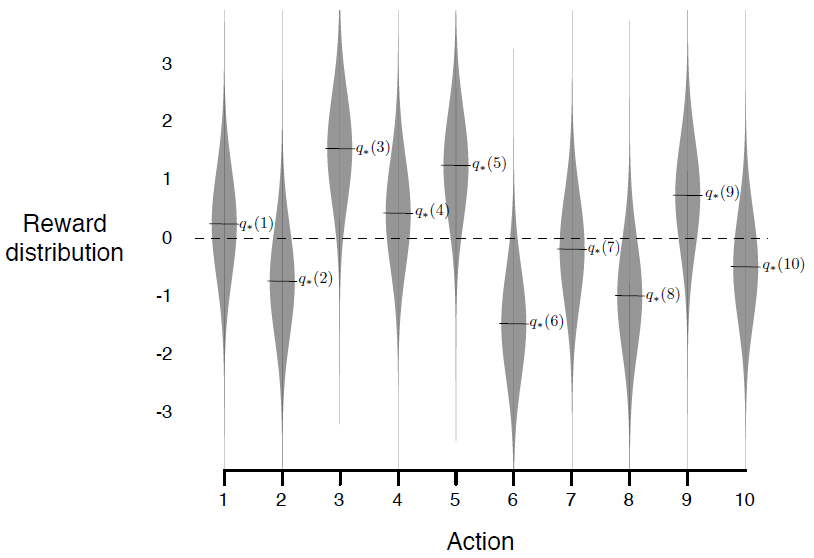 3
2
1
0
-1
-2
-3
Reward
distribution
q∗(1)
q∗(2)
q∗(3)
q∗(4)
q∗(5)
q∗(6)
q∗(7)
q∗(8)
q∗(9)
q∗(10)
1 2 3 4 5 6 7 8 9 10
Action